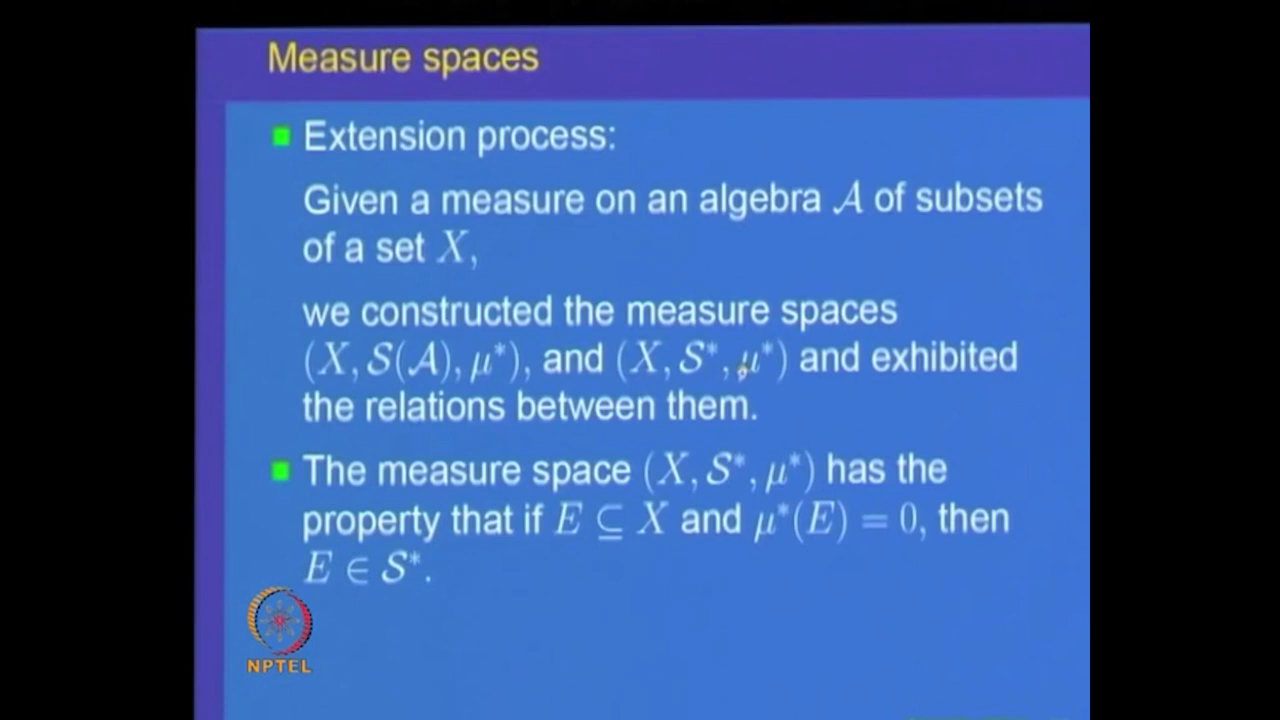 Measure spaces
Extension process:
Given a measure on an algebra 𝒜 of subsets
of a set X,
we constructed the measure spaces
(X, 𝒮(𝒜), μ*), and (X, 𝒮*, μ*) and exhibited
the relations between them.
The measure space (X, 𝒮*, μ*) has the
property that if E ⊆ X and μ*(E) = 0, then
E ∈ 𝒮*.
NPTEL